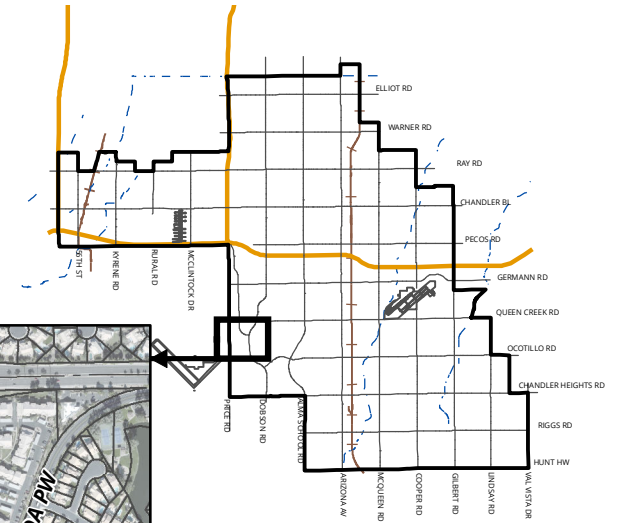 ELLIOT RD
WARNER RD
RAY RD
CHANDLER BL
PECOS RD
GERMANN RD
QUEEN CREEK RD
OCOTILLO RD
CHANDLER HEIGHTS RD
RIGGS RD
HUNT HW
56TH ST
KYRENE RD
RURAL RD
MCCLINTOCK DR
PRICE RD
DOBSON RD
ALMA SCHOOL RD
ARIZONA AV
MCQUEEN RD
COOPER RD
GILBERT RD
LINDSAY RD
VAL VISTA DR
PW